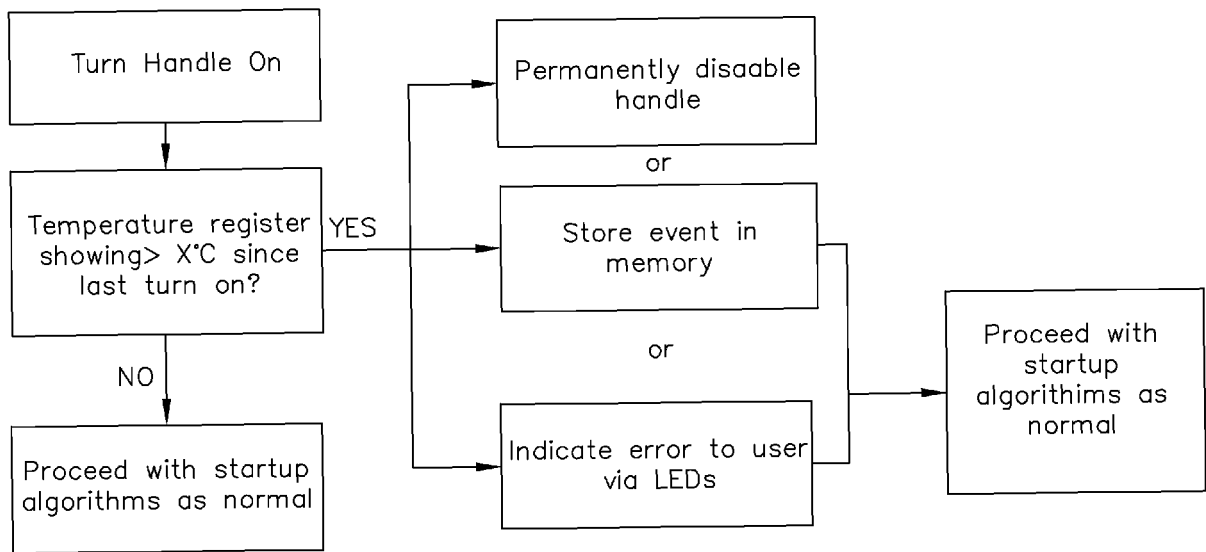 Turn Handle On
Temperature register
showing> X°C since
last turn on?
YES
NO
Proceed with startup
algorithms as normal
Permanently disaable
handle
or
Store event in
memory
or
Indicate error to user
via LEDs
Proceed with
startup
algorithims as
normal